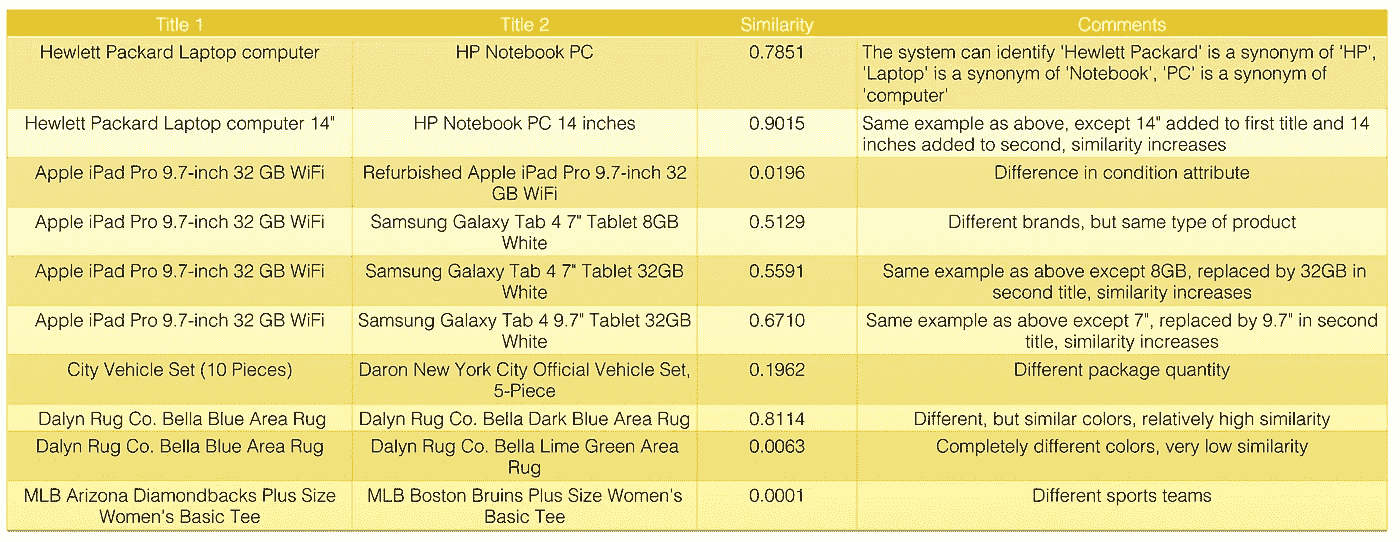 Title 1 Title 2 Similarity Comments
Hewlett Packard Laptop computer HP Notebook PC 0.7851 The system can identify 'Hewlett Packard' is a synonym of 'HP',
'Laptop' is a synonym of 'Notebook', 'PC' is a synonym of
'computer'
Hewlett Packard Laptop computer 14" HP Notebook PC 14 inches 0.9015 Same example as above, except 14" added to first title and 14
inches added to second, similarity increases
Apple iPad Pro 9.7-inch 32 GB WiFi Refurbished Apple iPad Pro 9.7-inch 32 0.0196 Difference in condition attribute
GB WiFi
Apple iPad Pro 9.7-inch 32 GB WiFi Samsung Galaxy Tab 4 7" Tablet 8GB 0.5129 Different brands, but same type of product
White
Apple iPad Pro 9.7-inch 32 GB WiFi Samsung Galaxy Tab 4 7" Tablet 32GB 0.5591 Same example as above except 8GB, replaced by 32GB in
White second title, similarity increases
Apple iPad Pro 9.7-inch 32 GB WiFi Samsung Galaxy Tab 4 9.7" Tablet 32GB 0.6710 Same example as above except 7", replaced by 9.7" in second
White title, similarity increases
City Vehicle Set (10 Pieces) Daron New York City Official Vehicle Set, 0.1962 Different package quantity
5-Piece
Dalyn Rug Co. Bella Blue Area Rug Dalyn Rug Co. Bella Dark Blue Area Rug 0.8114 Different, but similar colors, relatively high similarity
Dalyn Rug Co. Bella Blue Area Rug Dalyn Rug Co. Bella Lime Green Area 0.0063 Completely different colors, very low similarity
Rug
MLB Arizona Diamondbacks Plus Size MLB Boston Bruins Plus Size Women's 0.0001 Different sports teams
Women's Basic Tee Basic Tee